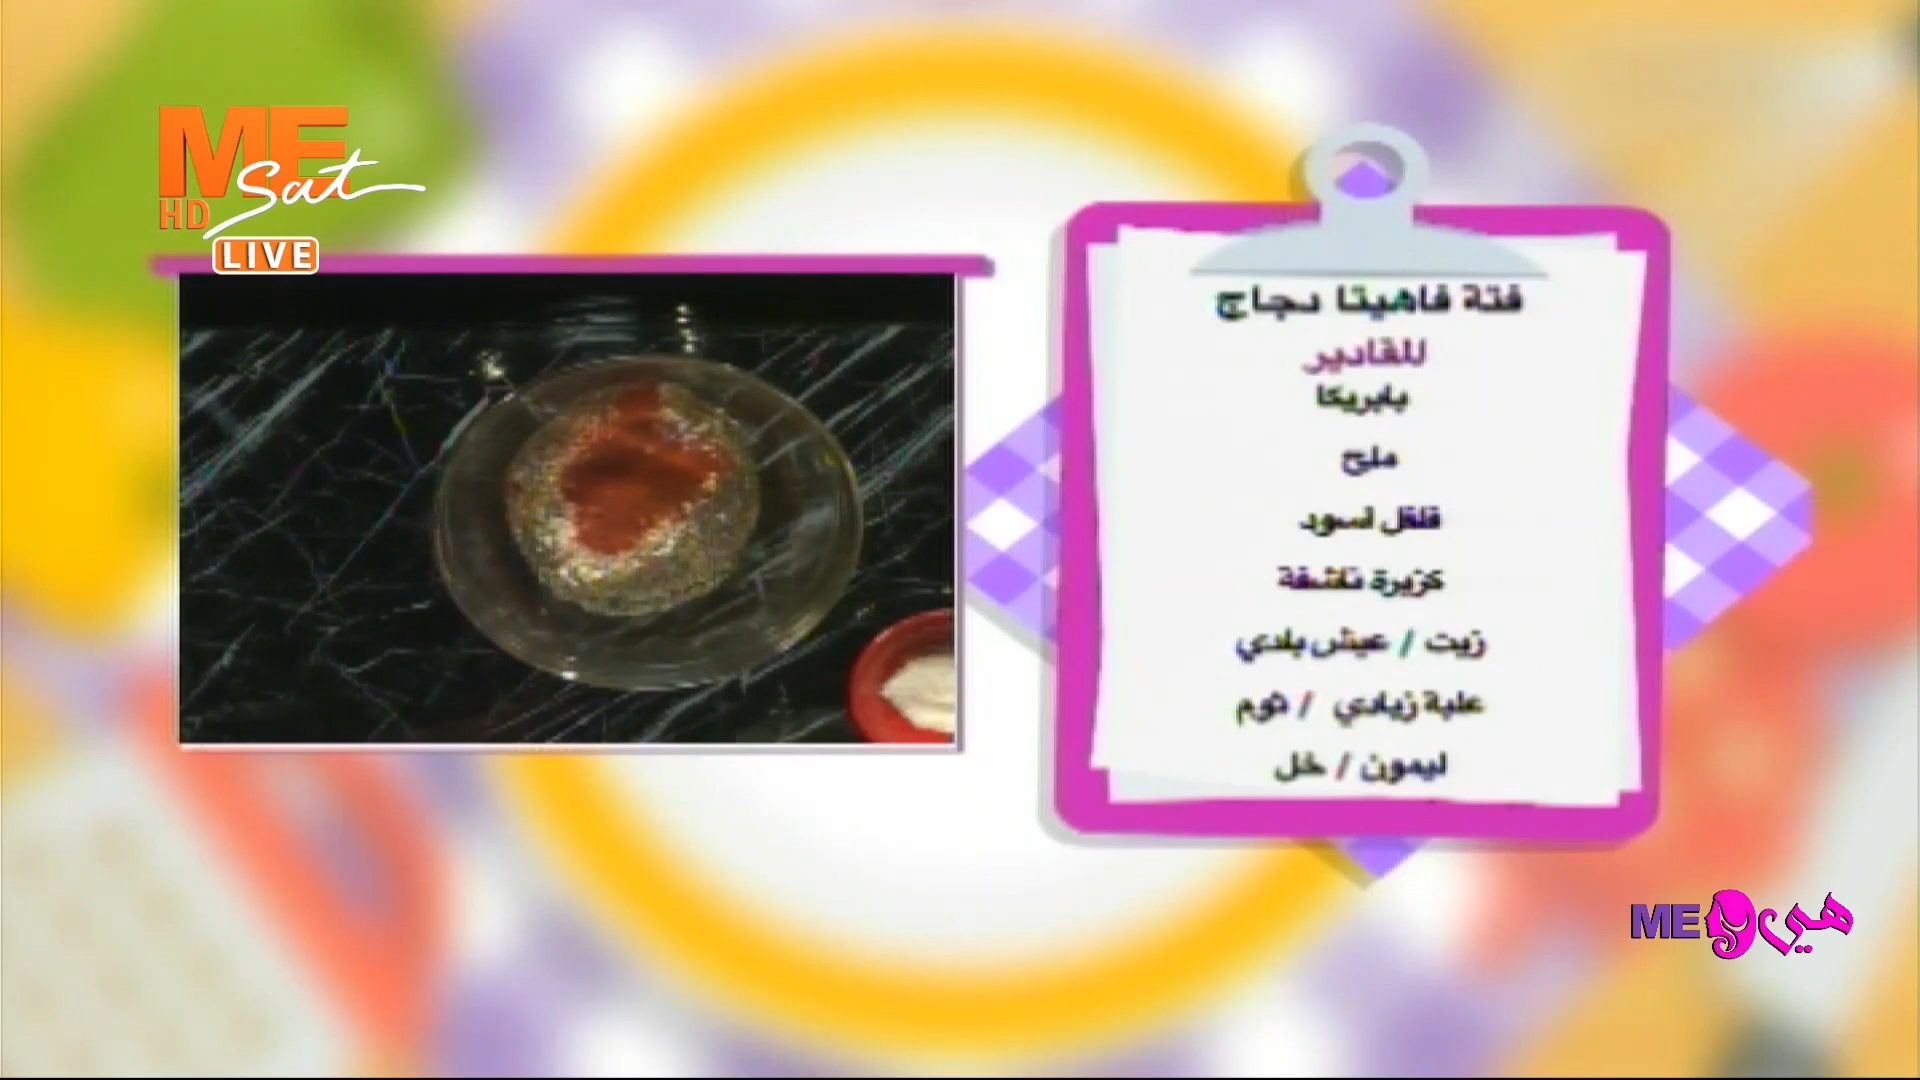 ME
Sat
HD
LIVE
فتة فاهيتا دجاج
المقادير
بابريكا
ملح
فلفل اسود
كزبرة ناشفة
زيت / عيش بلدي
علبة زبادي / ثوم
ليمون / خل
ME هي